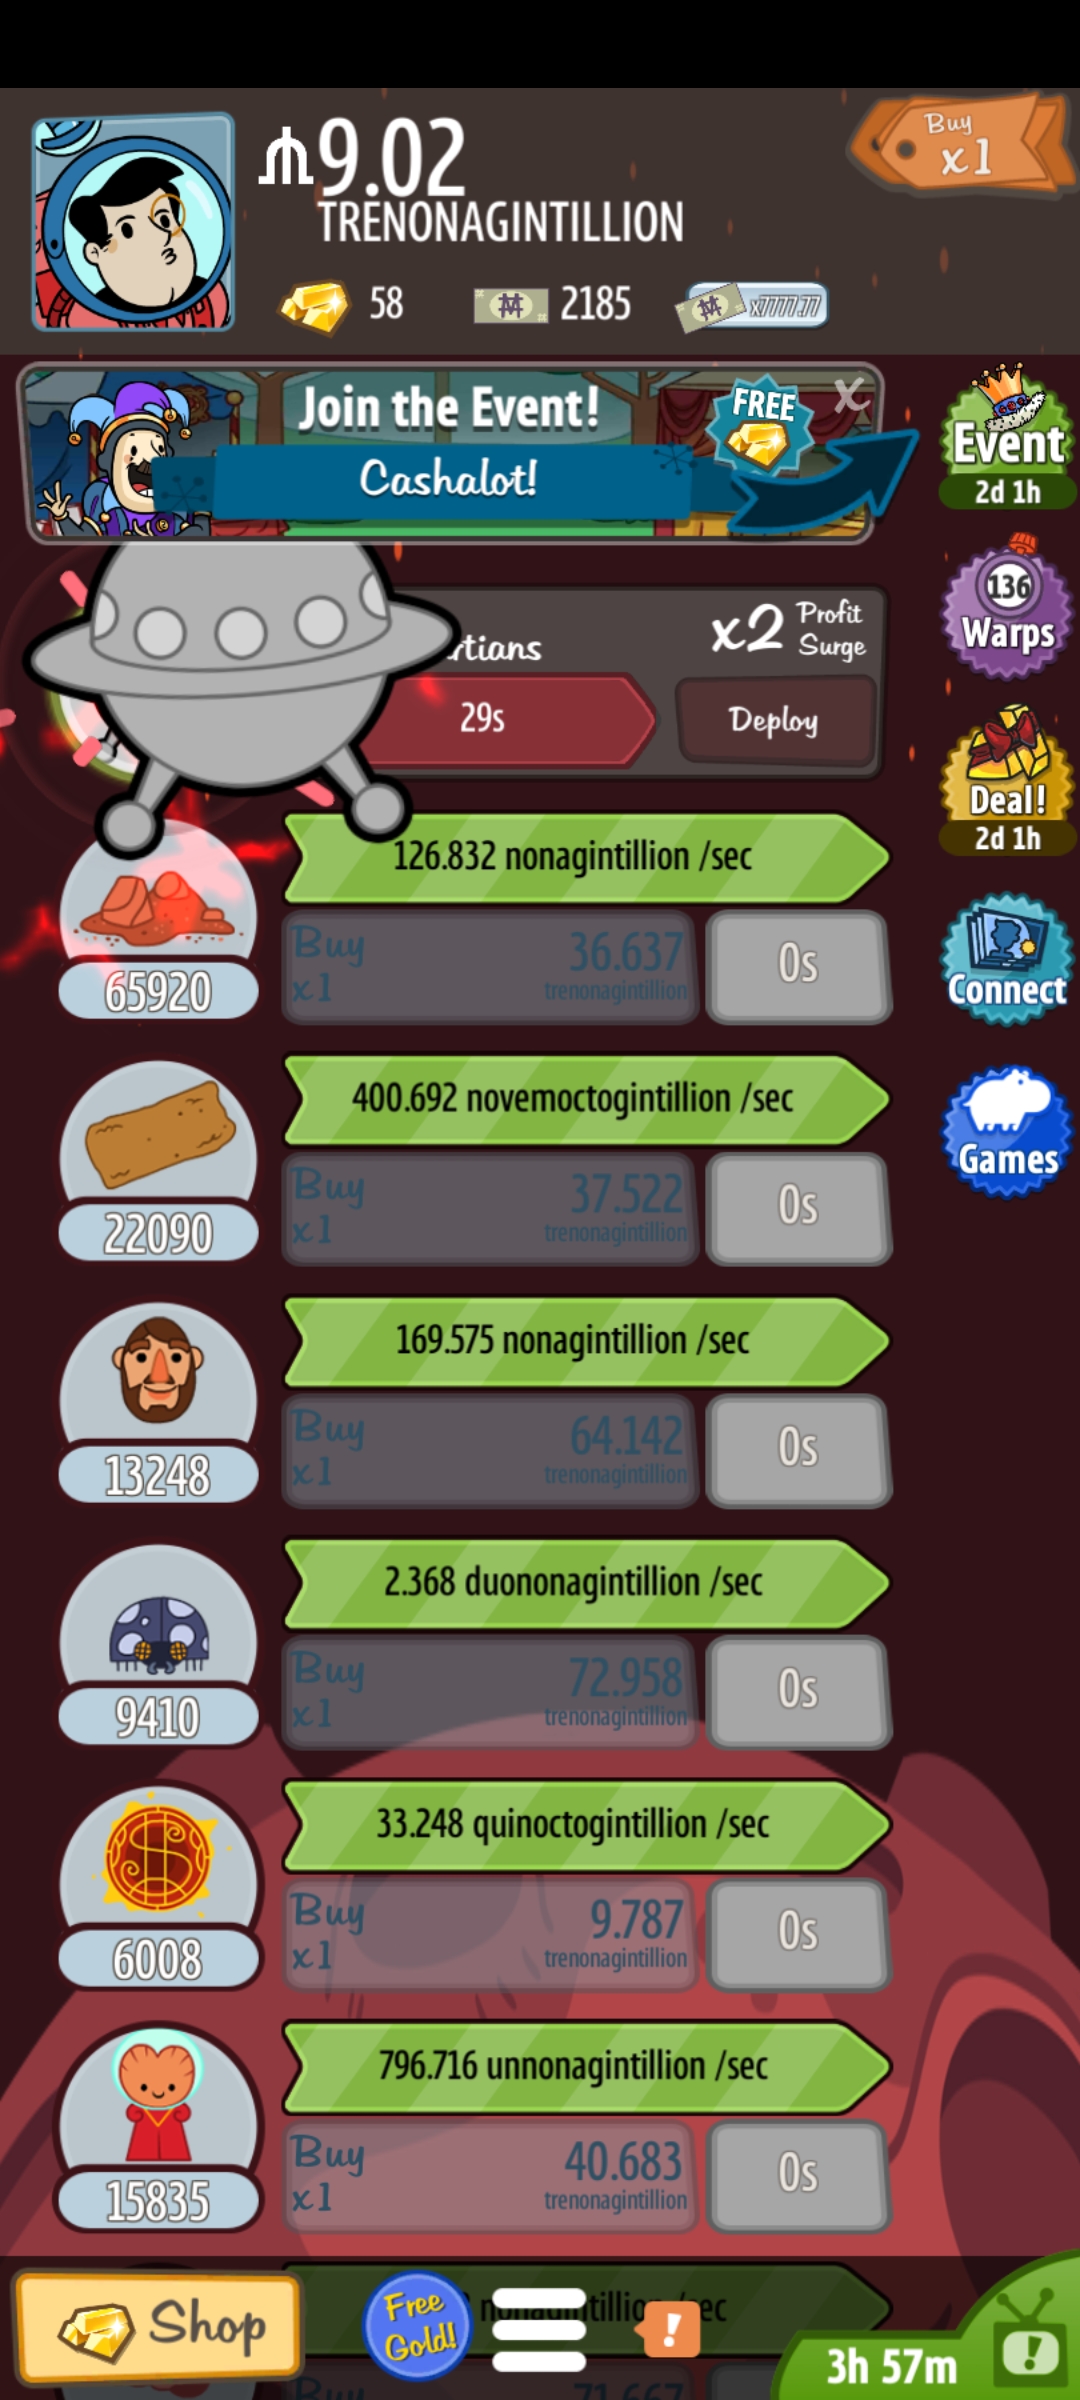 9.02
TRENONAGINTILLION
Buy
x1
58
2185
x7777.77
Join the Event!
Cashalot!
FREE
X
Event
2d 1h
136
Warps
rtians
x2 Profit
Surge
29s
Deploy
Deal!
2d 1h
126.832 nonagintillion /sec
65920
Buy
x1
36.637
trenonagintillion
0s
Connect
400.692 novemoctogintillion /sec
22090
Buy
x1
37.522
trenonagintillion
0s
Games
169.575 nonagintillion /sec
13248
Buy
x1
64.142
trenonagintillion
0s
2.368 duononagintillion /sec
9410
Buy
x1
72.958
trenonagintillion
0s
33.248 quinoctogintillion /sec
6008
Buy
x1
9.787
trenonagintillion
0s
796.716 unnonagintillion /sec
15835
Buy
x1
40.683
trenonagintillion
0s
Shop
Free
Gold!
!
3h 57m
!
Buy
71.667